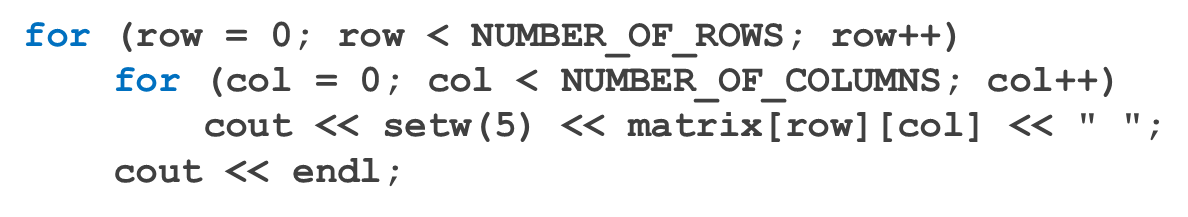 for (row = 0; row < NUMBER_OF_ROWS; row++)
    for (col = 0; col < NUMBER_OF_COLUMNS; col++)
        cout << setw(5) << matrix[row][col] << " ";
    cout << endl;